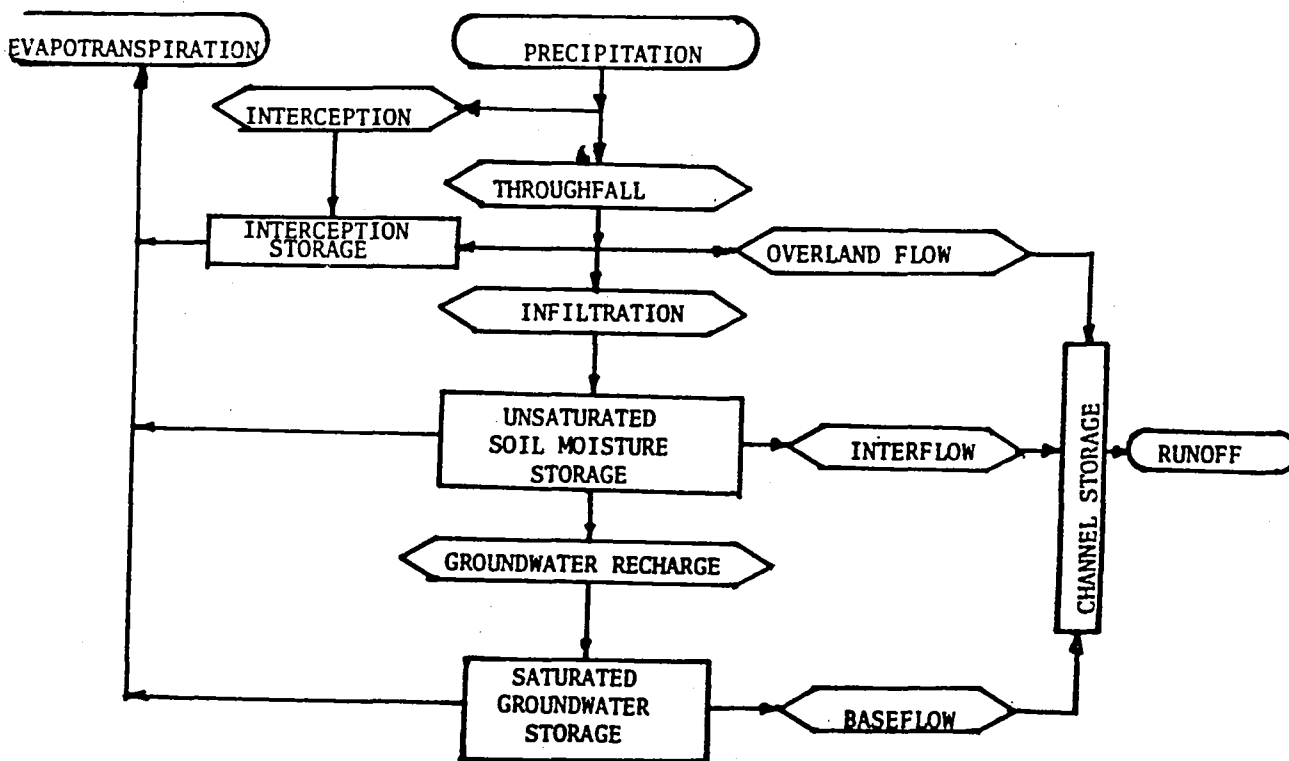 EVAPOTRANSPIRATION
PRECIPITATION
INTERCEPTION
THROUGHFALL
INTERCEPTION
STORAGE
OVERLAND FLOW
INFILTRATION
UNSATURATED
SOIL MOISTURE
STORAGE
INTERFLOW
CHANNEL STORAGE
RUNOFF
GROUNDWATER RECHARGE
SATURATED
GROUNDWATER
STORAGE
BASEFLOW